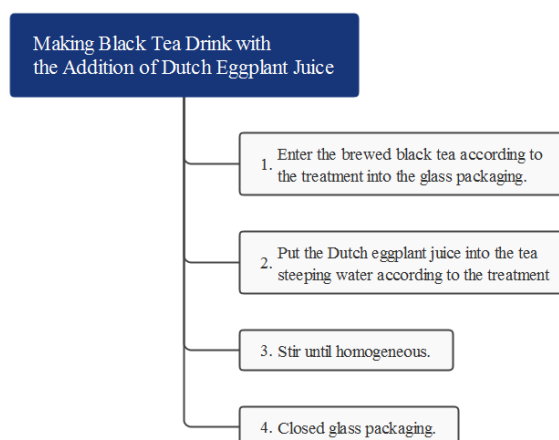 Making Black Tea Drink with
the Addition of Dutch Eggplant Juice
1. Enter the brewed black tea according to
the treatment into the glass packaging.
2. Put the Dutch eggplant juice into the tea
steeping water according to the treatment
3. Stir until homogeneous.
4. Closed glass packaging.